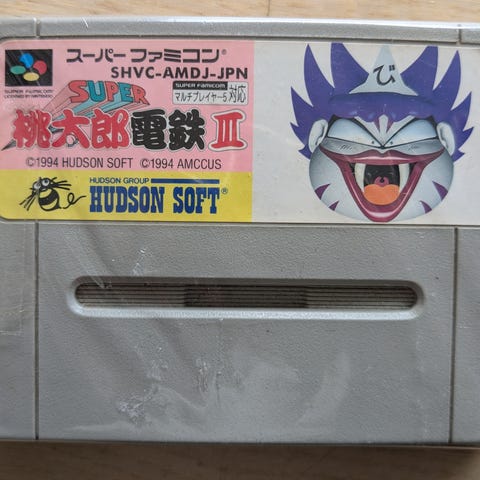 スーパーファミコン®
SHVC-AMDJ-JPN
SUPER FAMICOM
LICENSED BY NINTENDO
SUPER FAMICOM
マルチプレイヤー5対応
SUPER
桃太郎電鉄III
©1994 HUDSON SOFT ©1994 AMCCUS
HUDSON GROUP
HUDSON SOFT®
び